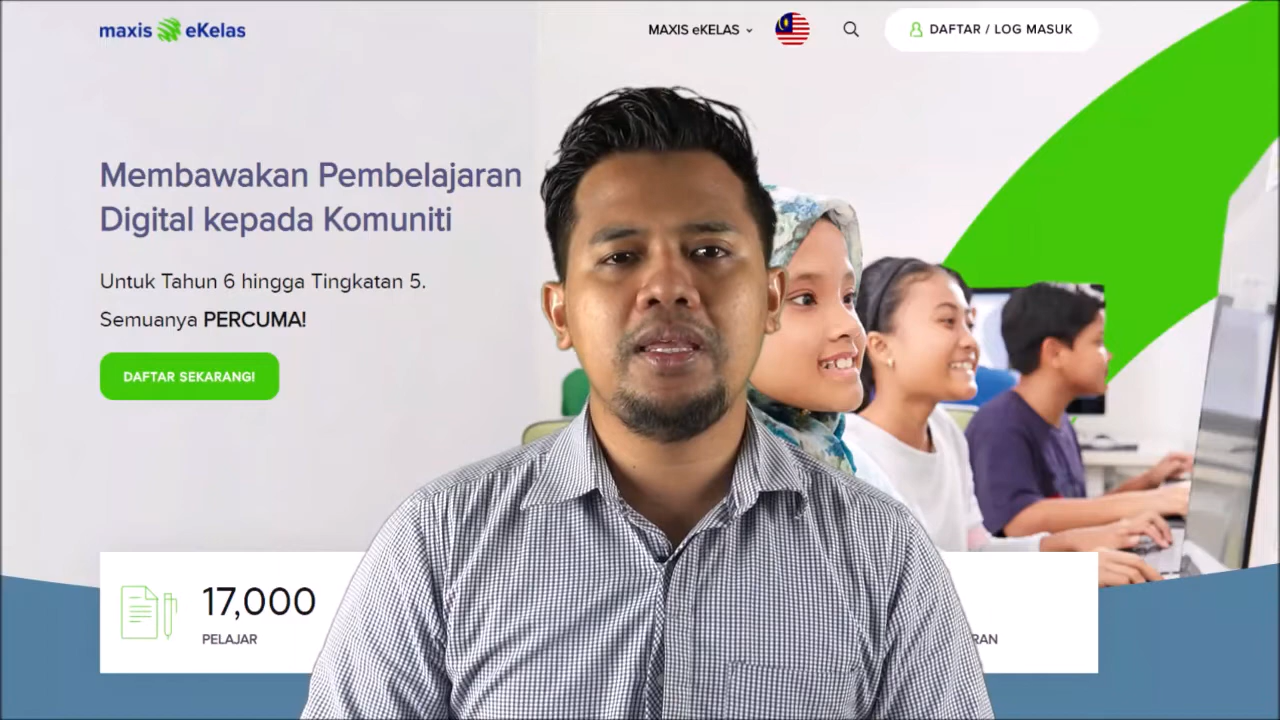 maxis eKelas
MAXIS eKELAS
DAFTAR / LOG MASUK
Membawakan Pembelajaran
Digital kepada Komuniti
Untuk Tahun 6 hingga Tingkatan 5.
Semuanya PERCUMA!
DAFTAR SEKARANG!
17,000
PELAJAR